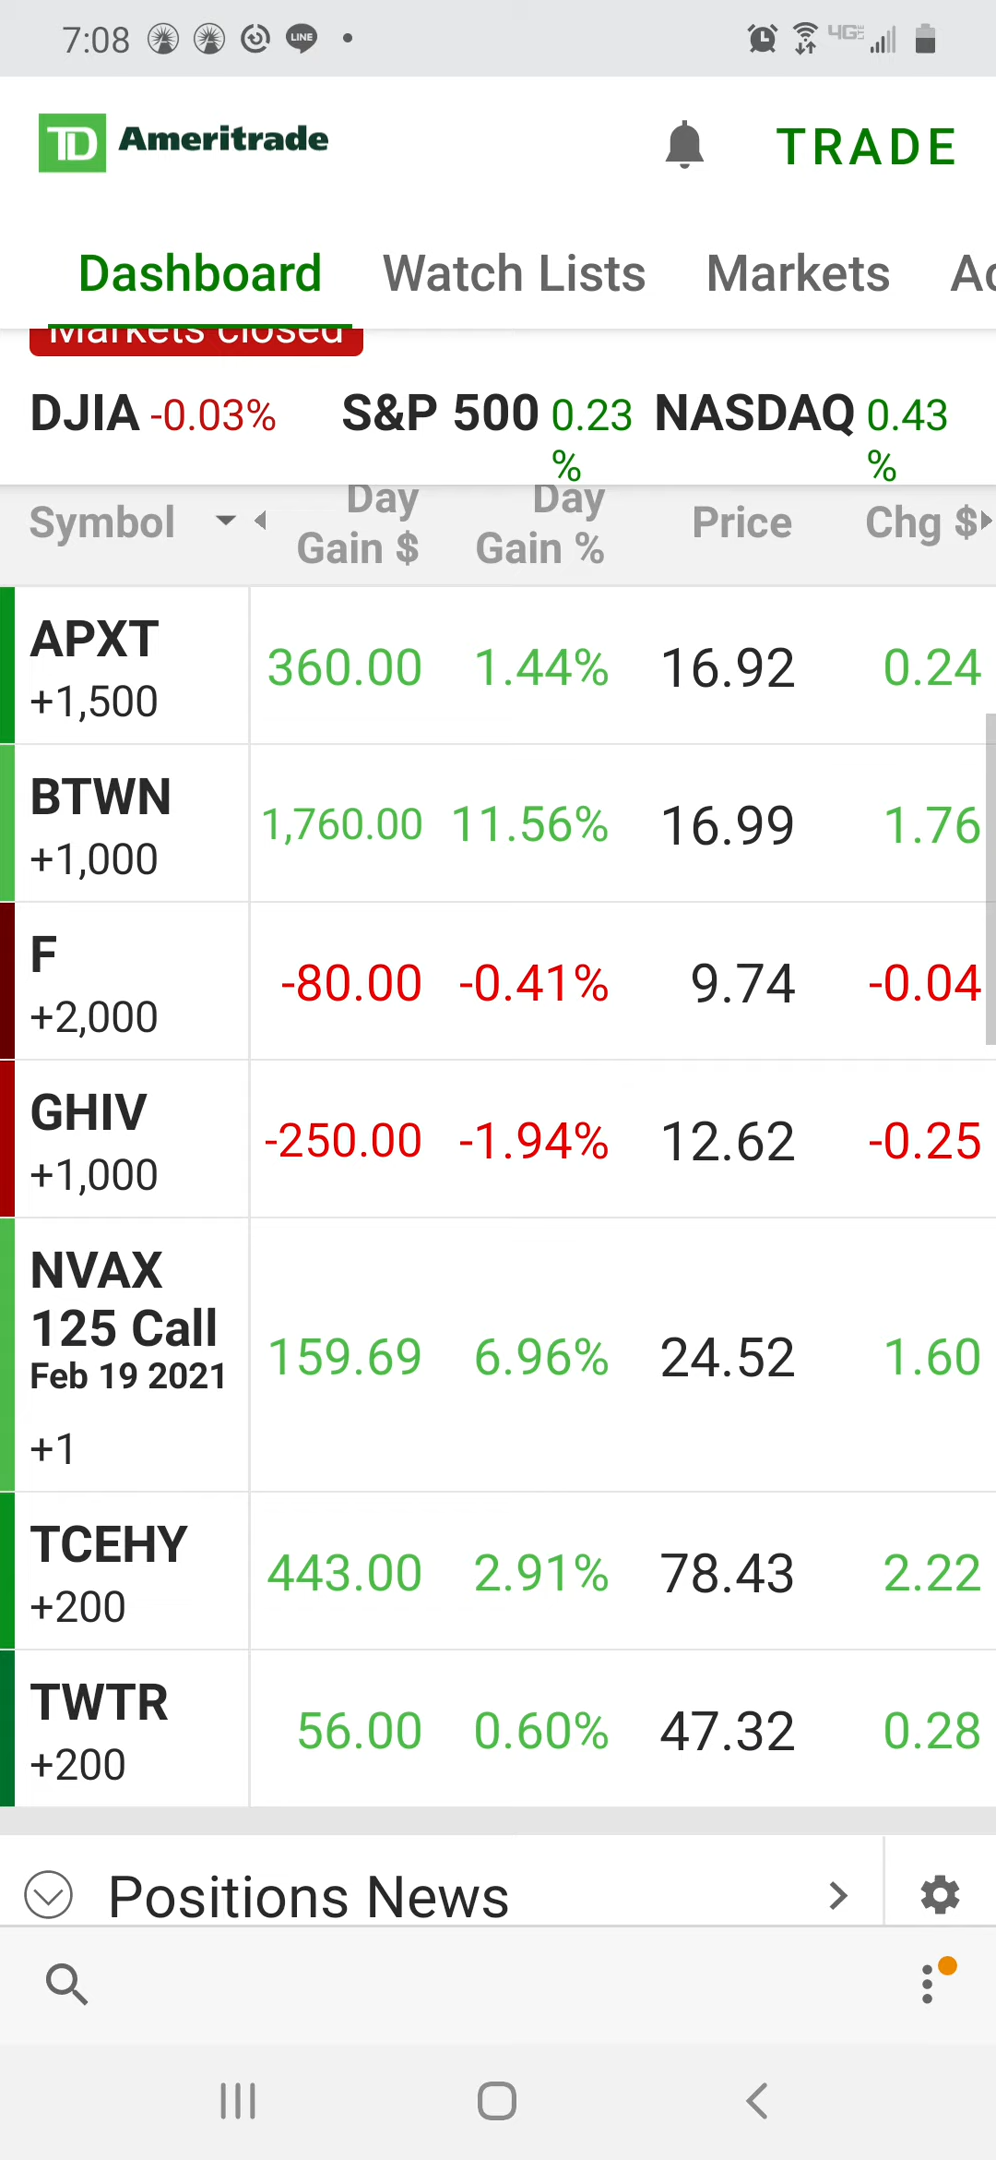 7:08 LINE 4GE
TD Ameritrade TRADE
Dashboard Watch Lists Markets Ac
Markets closed
DJIA -0.03% S&P 500 0.23 % NASDAQ 0.43 %
Symbol Day Gain $ Day Gain % Price Chg $
APXT 360.00 1.44% 16.92 0.24
+1,500
BTWN 1,760.00 11.56% 16.99 1.76
+1,000
F -80.00 -0.41% 9.74 -0.04
+2,000
GHIV -250.00 -1.94% 12.62 -0.25
+1,000
NVAX
125 Call 159.69 6.96% 24.52 1.60
Feb 19 2021
+1
TCEHY 443.00 2.91% 78.43 2.22
+200
TWTR 56.00 0.60% 47.32 0.28
+200
Positions News